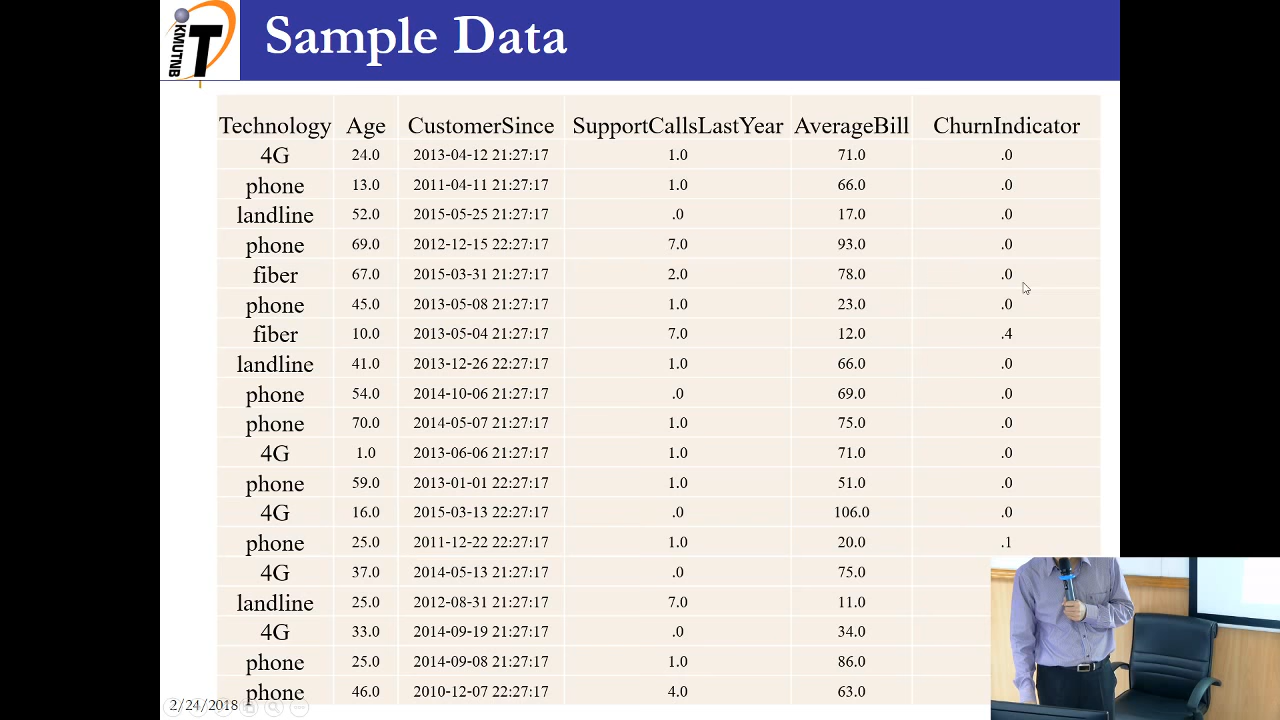 KMUTNB
IT
Sample Data
Technology Age CustomerSince SupportCallsLastYear AverageBill ChurnIndicator
4G 24.0 2013-04-12 21:27:17 1.0 71.0 .0
phone 13.0 2011-04-11 21:27:17 1.0 66.0 .0
landline 52.0 2015-05-25 21:27:17 .0 17.0 .0
phone 69.0 2012-12-15 22:27:17 7.0 93.0 .0
fiber 67.0 2015-03-31 21:27:17 2.0 78.0 .0
phone 45.0 2013-05-08 21:27:17 1.0 23.0 .0
fiber 10.0 2013-05-04 21:27:17 7.0 12.0 .4
landline 41.0 2013-12-26 22:27:17 1.0 66.0 .0
phone 54.0 2014-10-06 21:27:17 .0 69.0 .0
phone 70.0 2014-05-07 21:27:17 1.0 75.0 .0
4G 1.0 2013-06-06 21:27:17 1.0 71.0 .0
phone 59.0 2013-01-01 22:27:17 1.0 51.0 .0
4G 16.0 2015-03-13 22:27:17 .0 106.0 .0
phone 25.0 2011-12-22 22:27:17 1.0 20.0 .1
4G 37.0 2014-05-13 21:27:17 .0 75.0
landline 25.0 2012-08-31 21:27:17 7.0 11.0
4G 33.0 2014-09-19 21:27:17 .0 34.0
phone 25.0 2014-09-08 21:27:17 1.0 86.0
phone 46.0 2010-12-07 22:27:17 4.0 63.0
2/24/2018